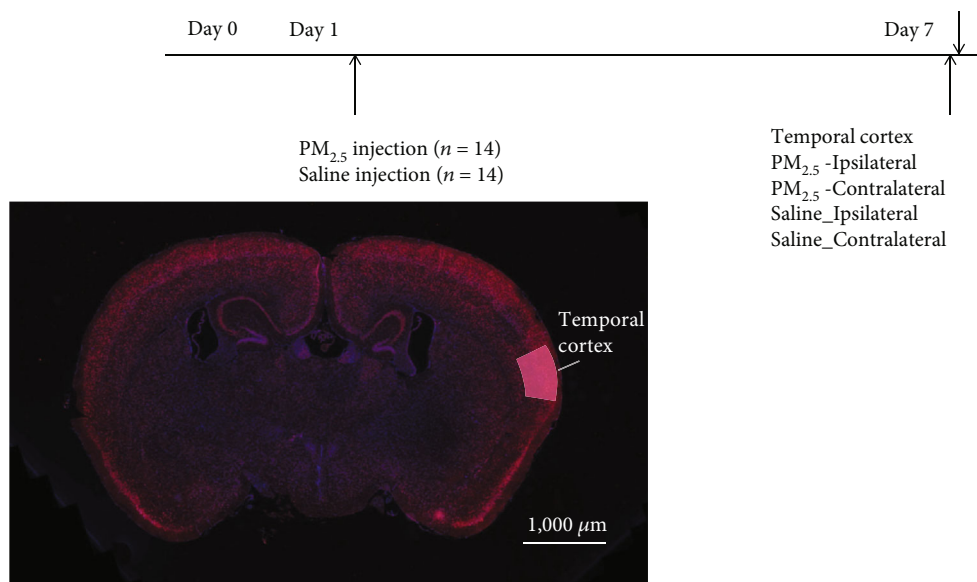 Day 0 Day 1 Day 7
PM2.5 injection (n = 14)
Saline injection (n = 14)
Temporal cortex
PM2.5 -Ipsilateral
PM2.5 -Contralateral
Saline_Ipsilateral
Saline_Contralateral
Temporal
cortex
1,000 µm